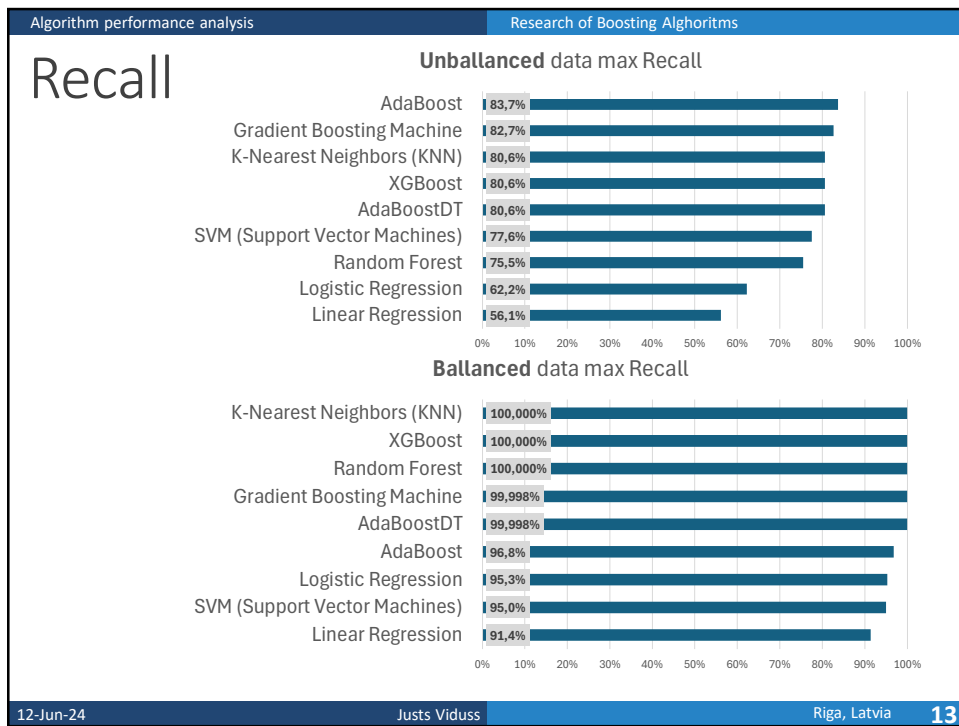 Algorithm performance analysis
Research of Boosting Alghoritms
Recall
Unballanced data max Recall
AdaBoost 83,7%
Gradient Boosting Machine 82,7%
K-Nearest Neighbors (KNN) 80,6%
XGBoost 80,6%
AdaBoostDT 80,6%
SVM (Support Vector Machines) 77,6%
Random Forest 75,5%
Logistic Regression 62,2%
Linear Regression 56,1%
0% 10% 20% 30% 40% 50% 60% 70% 80% 90% 100%
Ballanced data max Recall
K-Nearest Neighbors (KNN) 100,000%
XGBoost 100,000%
Random Forest 100,000%
Gradient Boosting Machine 99,998%
AdaBoostDT 99,998%
AdaBoost 96,8%
Logistic Regression 95,3%
SVM (Support Vector Machines) 95,0%
Linear Regression 91,4%
0% 10% 20% 30% 40% 50% 60% 70% 80% 90% 100%
12-Jun-24 Justs Viduss Riga, Latvia 13